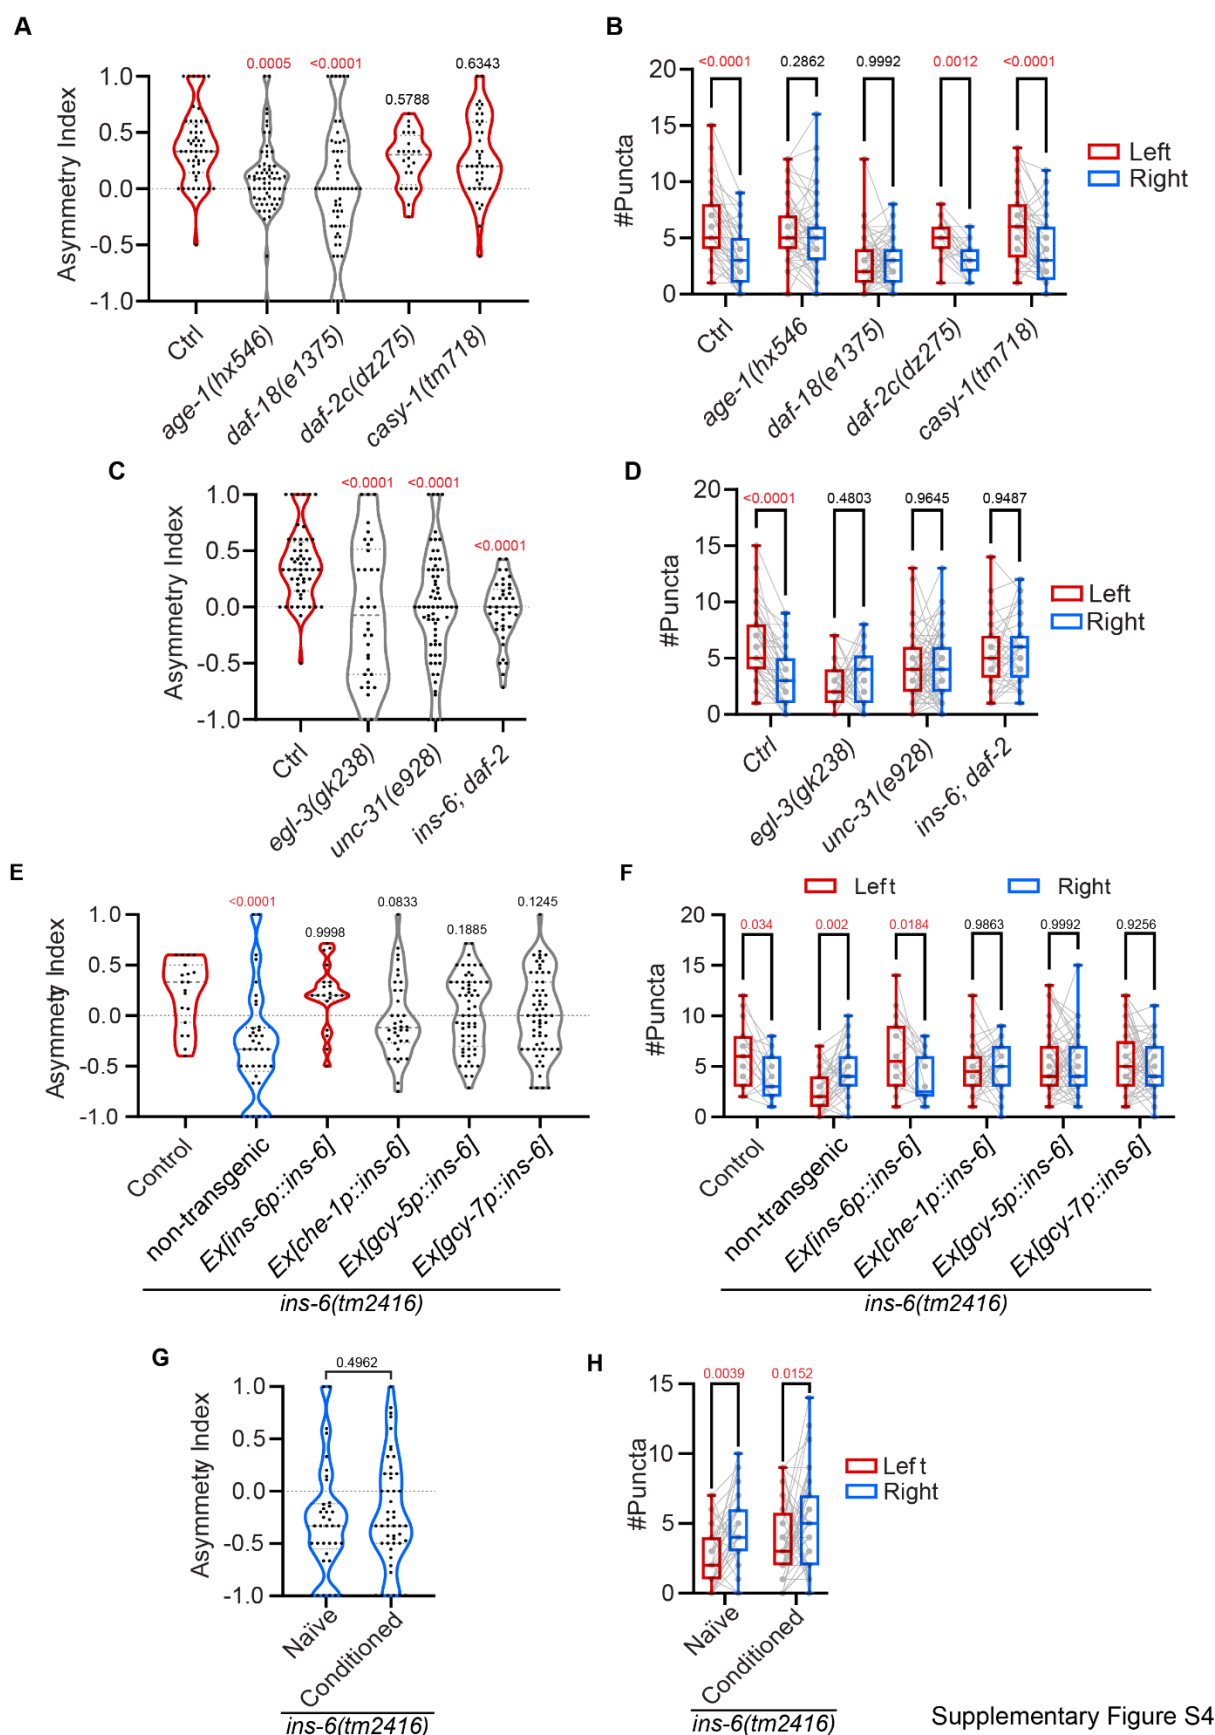 A
B
0.0005
<0.0001
0.5788
0.6343
1.0
0.5
0.0
-0.5
-1.0
Asymmetry Index
Ctrl
age-1(hx546)
daf-18(e1375)
daf-2c(dz275)
casy-1(tm718)
<0.0001
0.2862
0.9992
0.0012
<0.0001
20
15
10
5
0
#Puncta
Left
Right
Ctrl
age-1(hx546
daf-18(e1375)
daf-2c(dz275)
casy-1(tm718)
C
D
<0.0001
<0.0001
<0.0001
1.0
0.5
0.0
-0.5
-1.0
Asymmetry Index
Ctrl
egl-3(gk238)
unc-31(e928)
ins-6; daf-2
<0.0001
0.4803
0.9645
0.9487
20
15
10
5
0
#Puncta
Left
Right
Ctrl
egl-3(gk238)
unc-31(e928)
ins-6; daf-2
E
F
<0.0001
0.9998
0.0833
0.1885
0.1245
1.0
0.5
0.0
-0.5
-1.0
Asymmety Index
Control
non-transgenic
Ex[ins-6p::ins-6]
Ex[che-1p::ins-6]
Ex[gcy-5p::ins-6]
Ex[gcy-7p::ins-6]
ins-6(tm2416)
Left
Right
0.034
0.002
0.0184
0.9863
0.9992
0.9256
20
15
10
5
0
#Puncta
Control
non-transgenic
Ex[ins-6p::ins-6]
Ex[che-1p::ins-6]
Ex[gcy-5p::ins-6]
Ex[gcy-7p::ins-6]
ins-6(tm2416)
G
H
0.4962
1.0
0.5
0.0
-0.5
-1.0
Asymmetry Index
Naïve
Conditioned
ins-6(tm2416)
0.0039
0.0152
15
10
5
0
#Puncta
Left
Right
Naïve
Conditioned
ins-6(tm2416)
Supplementary Figure S4